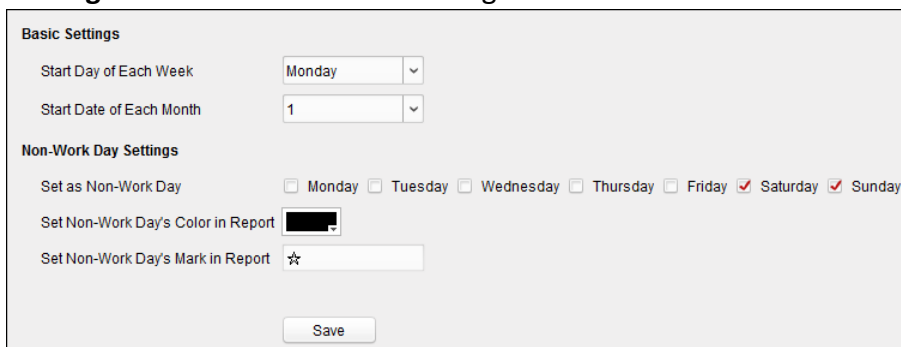 Basic Settings
Start Day of Each Week Monday
Start Date of Each Month 1
Non-Work Day Settings
Set as Non-Work Day Monday Tuesday Wednesday Thursday Friday Saturday Sunday
Set Non-Work Day's Color in Report
Set Non-Work Day's Mark in Report ☆
Save